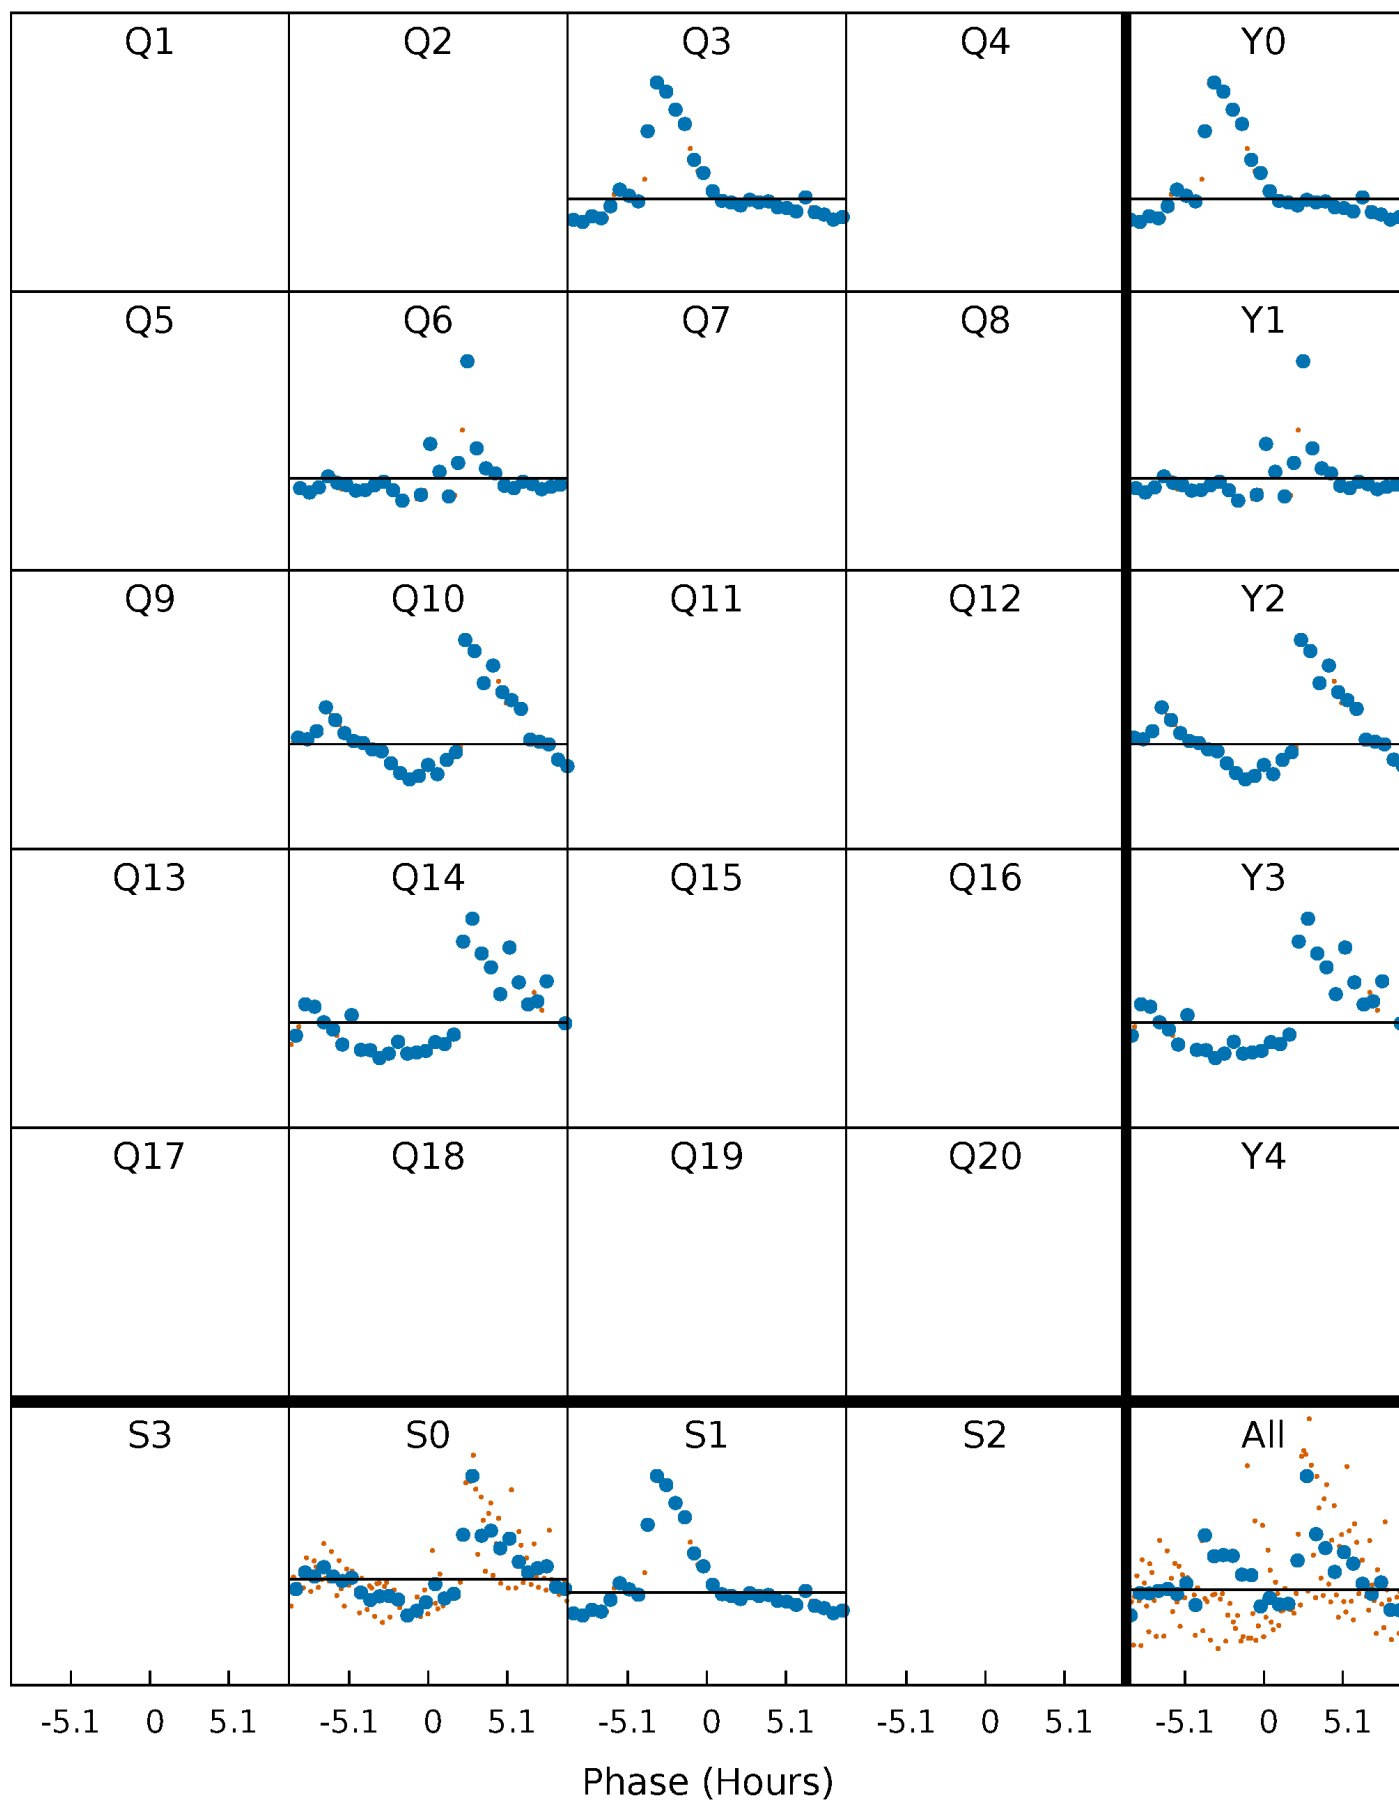 Q1 Q2 Q3 Q4 Y0
Q5 Q6 Q7 Q8 Y1
Q9 Q10 Q11 Q12 Y2
Q13 Q14 Q15 Q16 Y3
Q17 Q18 Q19 Q20 Y4
S3 S0 S1 S2 All
-5.1 0 5.1 -5.1 0 5.1 -5.1 0 5.1 -5.1 0 5.1 -5.1 0 5.1
Phase (Hours)